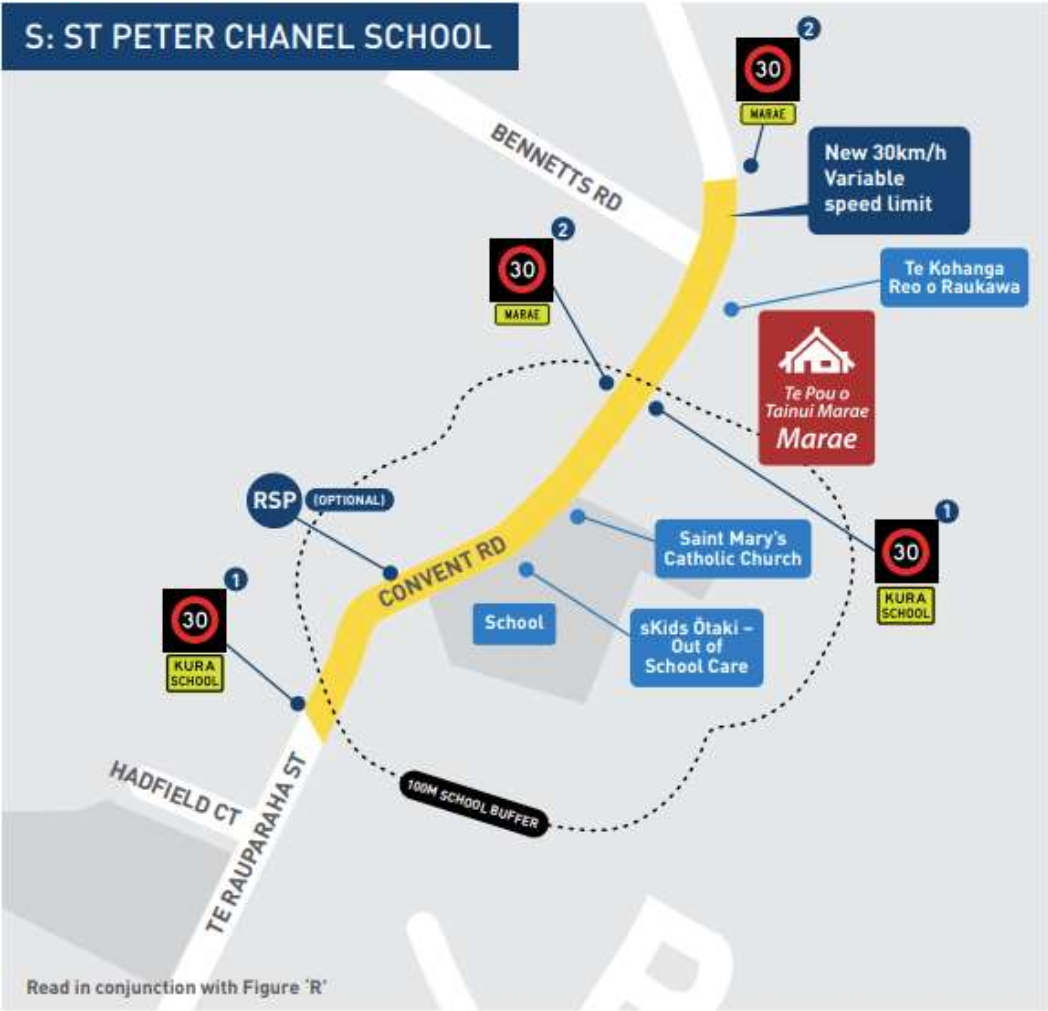 S: ST PETER CHANEL SCHOOL
2
30
MARAE
BENNETTS RD
New 30km/h
Variable
speed limit
2
30
MARAE
Te Kohanga
Reo o Raukawa
Te Pou o
Tainui Marae
Marae
RSP
(OPTIONAL)
1
30
KURA
SCHOOL
Saint Mary's
Catholic Church
CONVENT RD
1
30
KURA
SCHOOL
School
sKids Ōtaki –
Out of
School Care
HADFIELD CT
TE RAUPARAHA ST
100M SCHOOL BUFFER
Read in conjunction with Figure 'R'